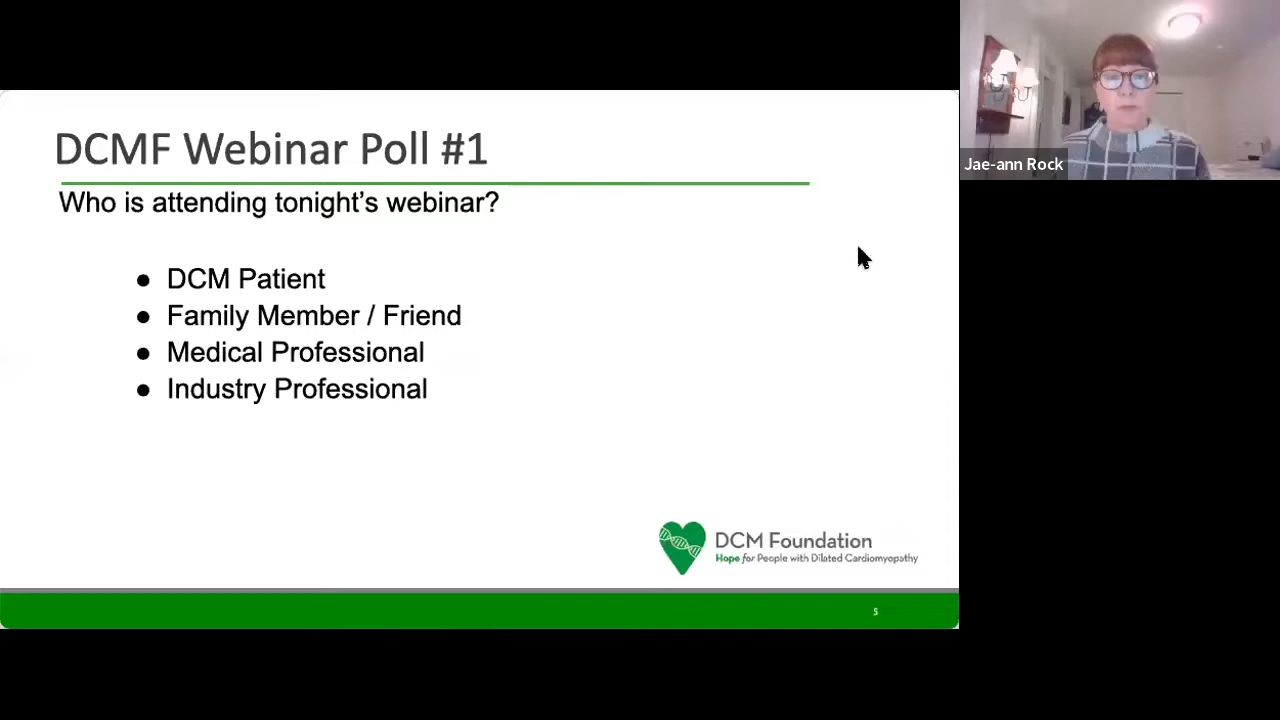 DCMF Webinar Poll #1
Who is attending tonight's webinar?
● DCM Patient
● Family Member / Friend
● Medical Professional
● Industry Professional
DCM Foundation
Hope for People with Dilated Cardiomyopathy
5
Jae-ann Rock